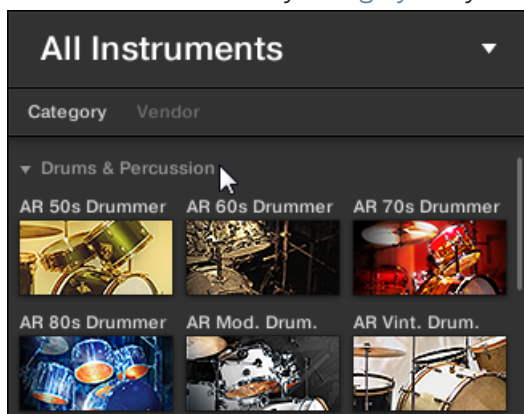 All Instruments
Category Vendor
Drums & Percussion
AR 50s Drummer AR 60s Drummer AR 70s Drummer
AR 80s Drummer AR Mod. Drum. AR Vint. Drum.